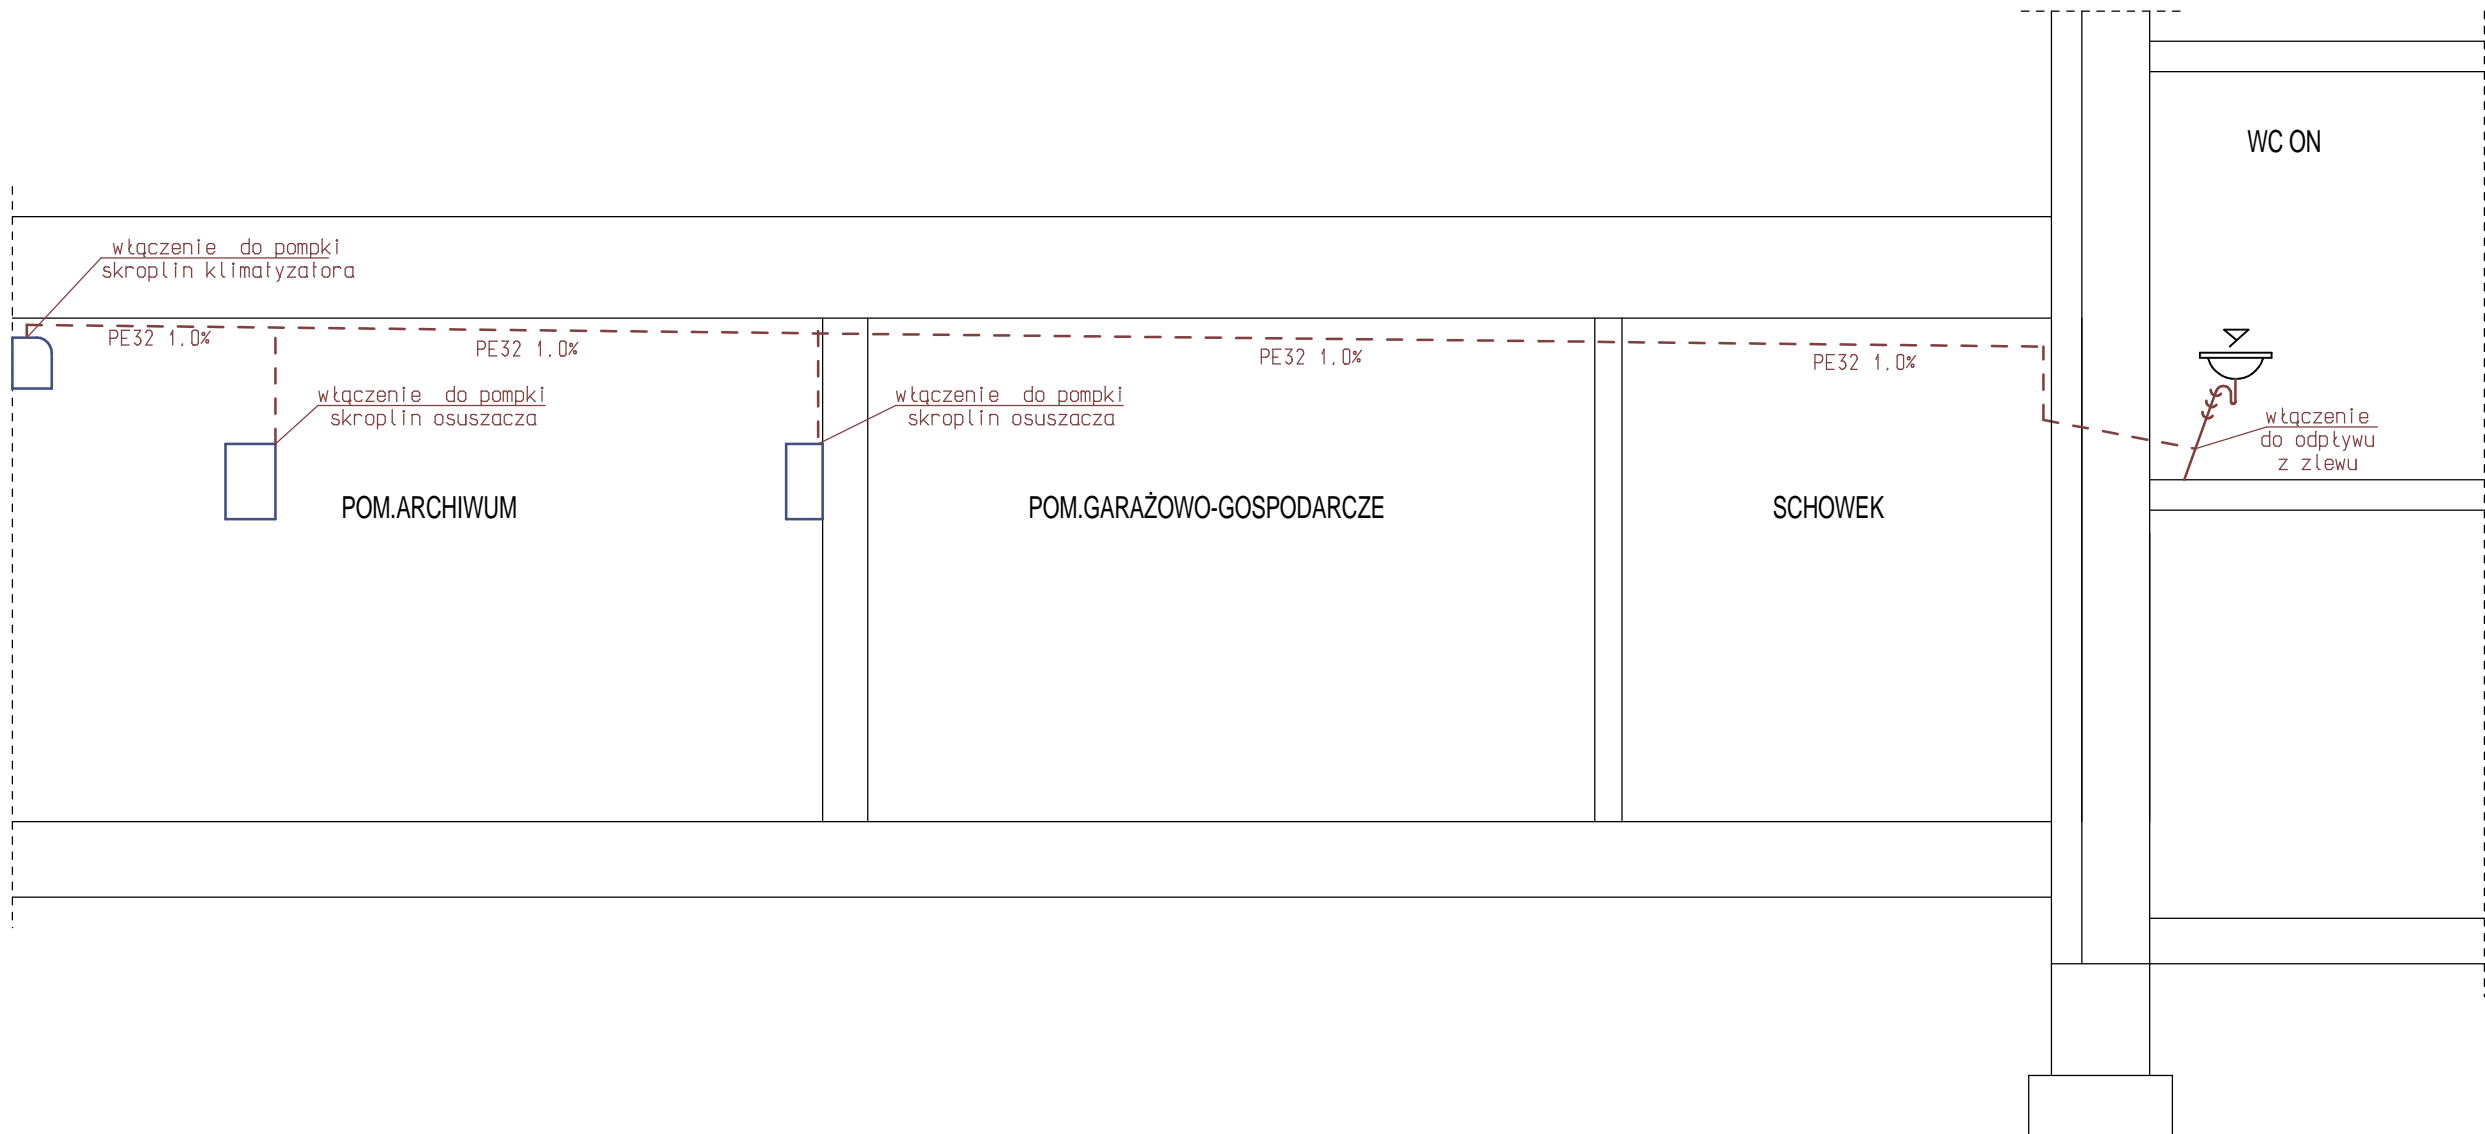 WC ON
włączenie do pompki
skroplin klimatyzatora
PE32 1,0%
PE32 1,0%
PE32 1,0%
PE32 1,0%
włączenie do pompki
skroplin osuszacza
włączenie do pompki
skroplin osuszacza
włączenie
do odpływu
z zlewu
POM.ARCHIWUM
POM.GARAŻOWO-GOSPODARCZE
SCHOWEK